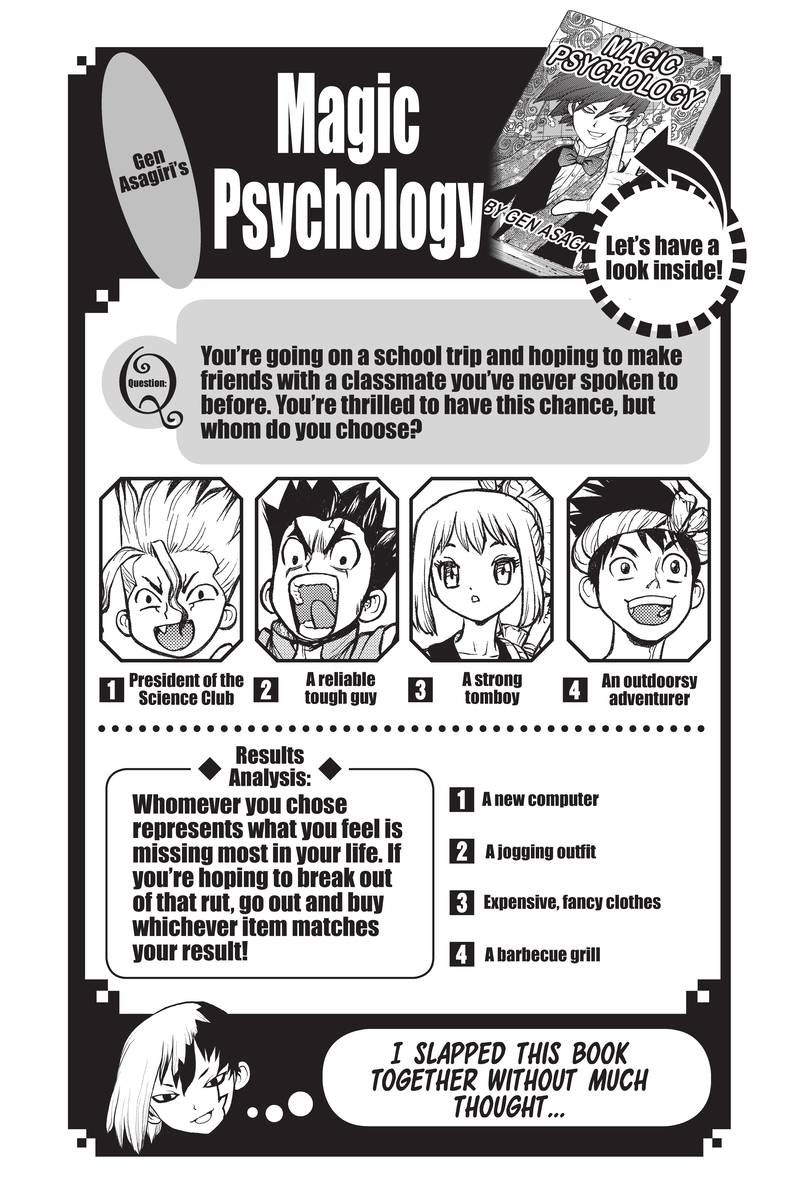 Gen
Asagiri's
Magic
Psychology
MAGIC
PSYCHOLOGY
BY GEN ASAGI
Let's have a
look inside!
Question:
You're going on a school trip and hoping to make
friends with a classmate you've never spoken to
before. You're thrilled to have this chance, but
whom do you choose?
1 President of the
Science Club
2 A reliable
tough guy
3 A strong
tomboy
4 An outdoorsy
adventurer
Results
Analysis:
Whomever you chose
represents what you feel is
missing most in your life. If
you're hoping to break out
of that rut, go out and buy
whichever item matches
your result!
1 A new computer
2 A jogging outfit
3 Expensive, fancy clothes
4 A barbecue grill
I SLAPPED THIS BOOK
TOGETHER WITHOUT MUCH
THOUGHT...